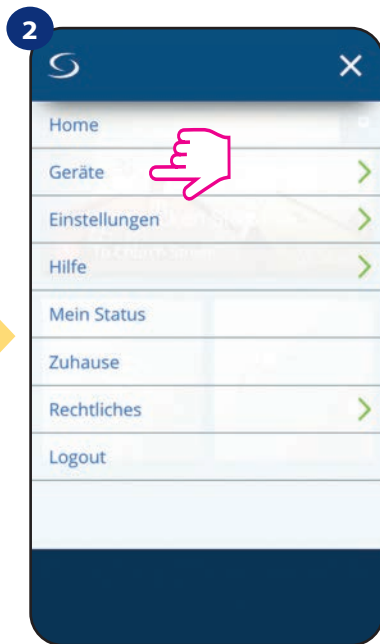 2
Home
Geräte
Einstellungen
Hilfe
Mein Status
Zuhause
Rechtliches
Logout